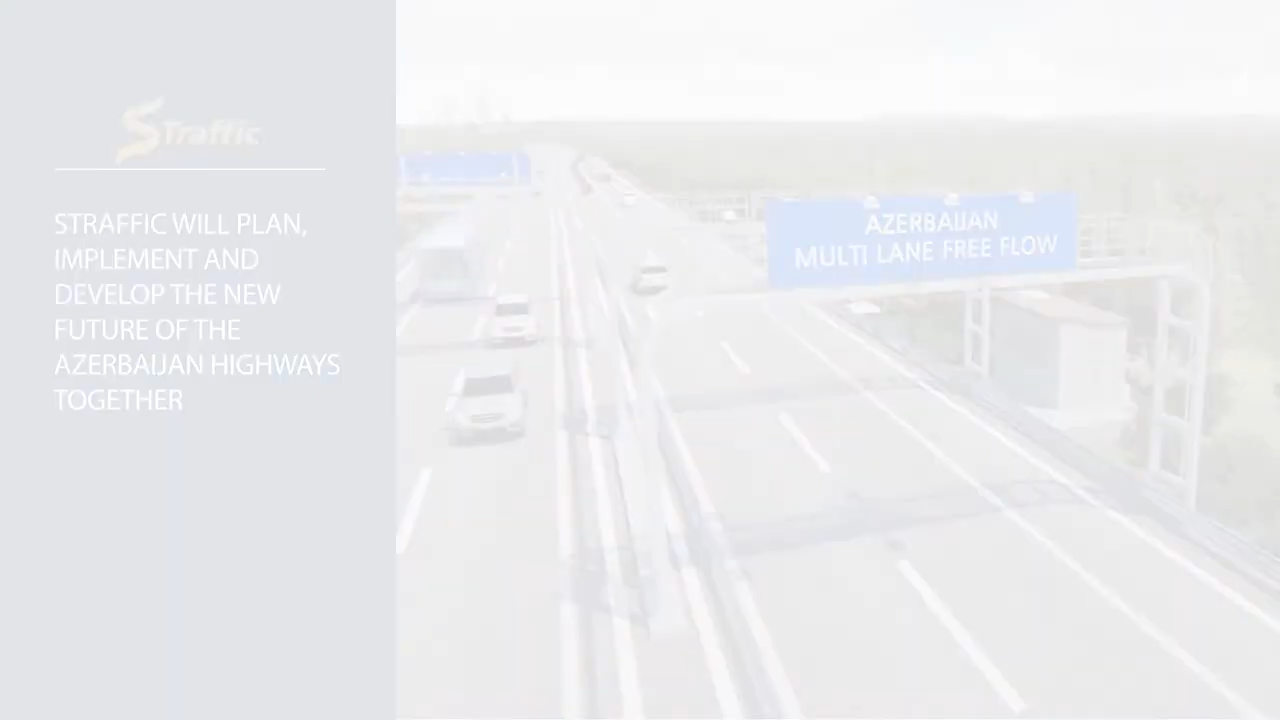 STraffic
STRAFFIC WILL PLAN,
IMPLEMENT AND
DEVELOP THE NEW
FUTURE OF THE
AZERBAIJAN HIGHWAYS
TOGETHER
AZERBAIJAN
MULTI LANE FREE FLOW